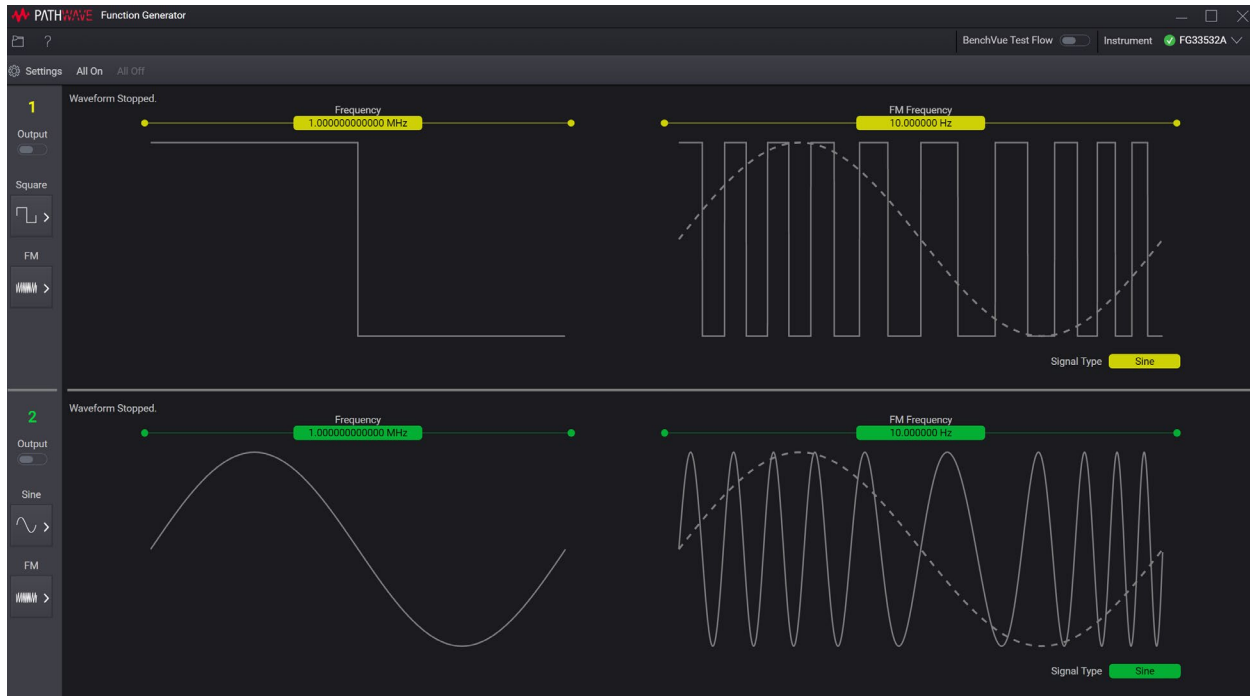 PATHWAVE Function Generator
?
BenchVue Test Flow Instrument FG33532A
Settings All On All Off
1
Output
Square
FM
Waveform Stopped.
Frequency
1.000000000000 MHz
FM Frequency
10.000000 Hz
Signal Type Sine
2
Output
Sine
FM
Waveform Stopped.
Frequency
1.000000000000 MHz
FM Frequency
10.000000 Hz
Signal Type Sine